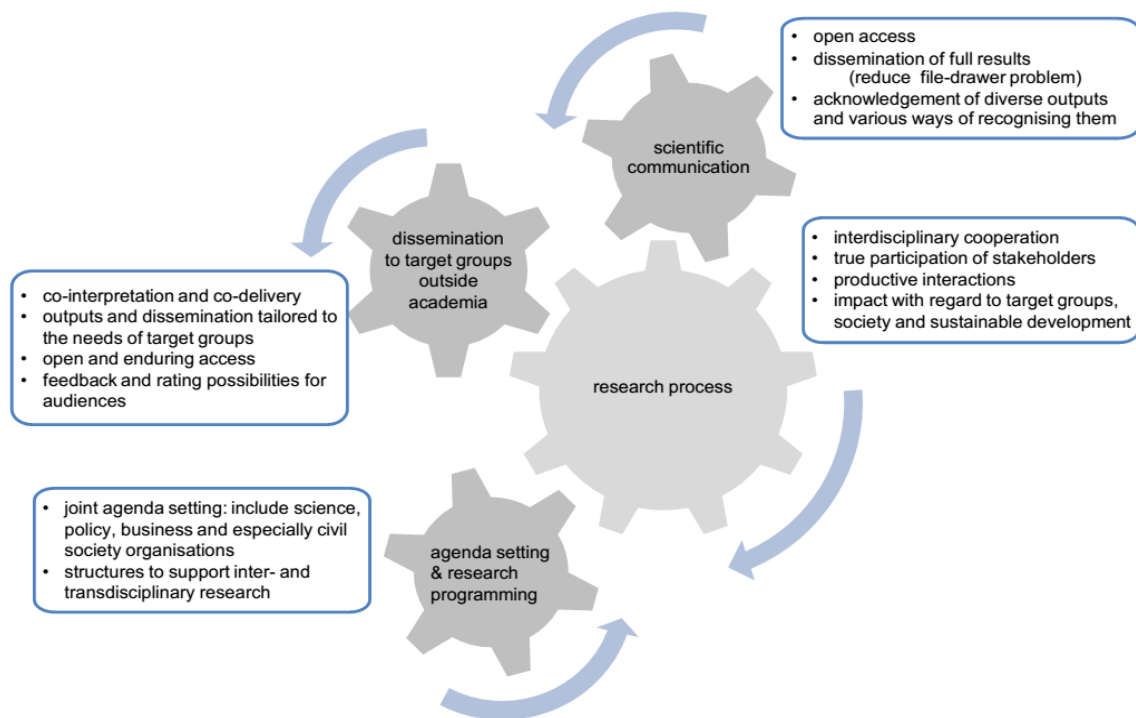 • open access
• dissemination of full results
(reduce file-drawer problem)
• acknowledgement of diverse outputs
and various ways of recognising them
scientific
communication
dissemination
to target groups
outside
academia
• interdisciplinary cooperation
• true participation of stakeholders
• productive interactions
• impact with regard to target groups,
society and sustainable development
• co-interpretation and co-delivery
• outputs and dissemination tailored to
the needs of target groups
• open and enduring access
• feedback and rating possibilities for
audiences
research process
• joint agenda setting: include science,
policy, business and especially civil
society organisations
• structures to support inter- and
transdisciplinary research
agenda setting
& research
programming